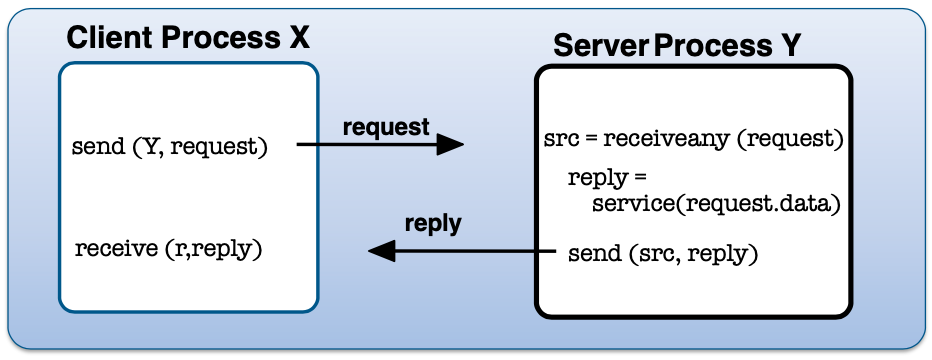 Client Process X
Server Process Y
send (Y, request)
request
src = receiveany (request)
reply =
service(request.data)
reply
receive (r,reply)
send (src, reply)